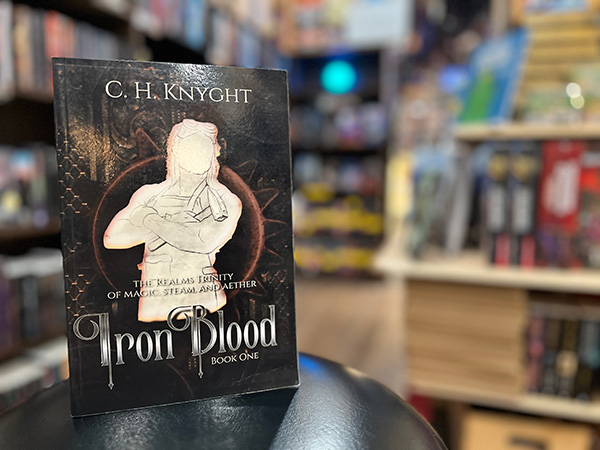 C. H. KNYGHT
THE REALMS TRINITY
OF MAGIC, STEAM, AND AETHER
Iron Blood
BOOK ONE